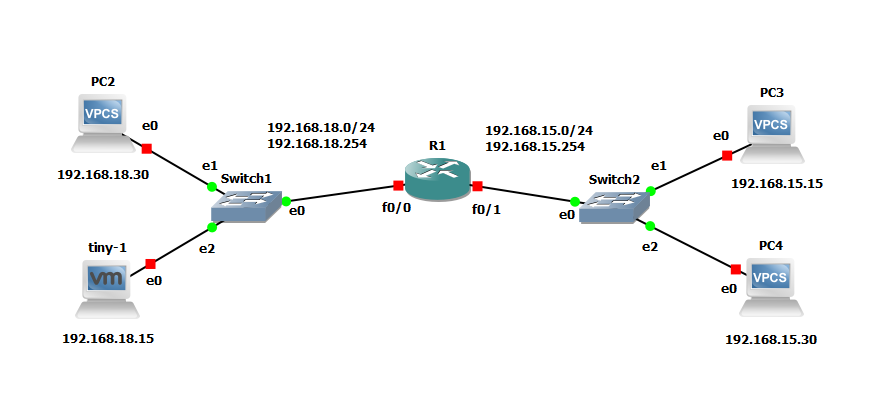 PC2
VPCS
e0
192.168.18.30
e1
Switch1
192.168.18.0/24
192.168.18.254
e0
e2
tiny-1
vm
e0
192.168.18.15
R1
f0/0
f0/1
192.168.15.0/24
192.168.15.254
Switch2
e0
e1
e2
PC3
VPCS
e0
192.168.15.15
PC4
VPCS
e0
192.168.15.30